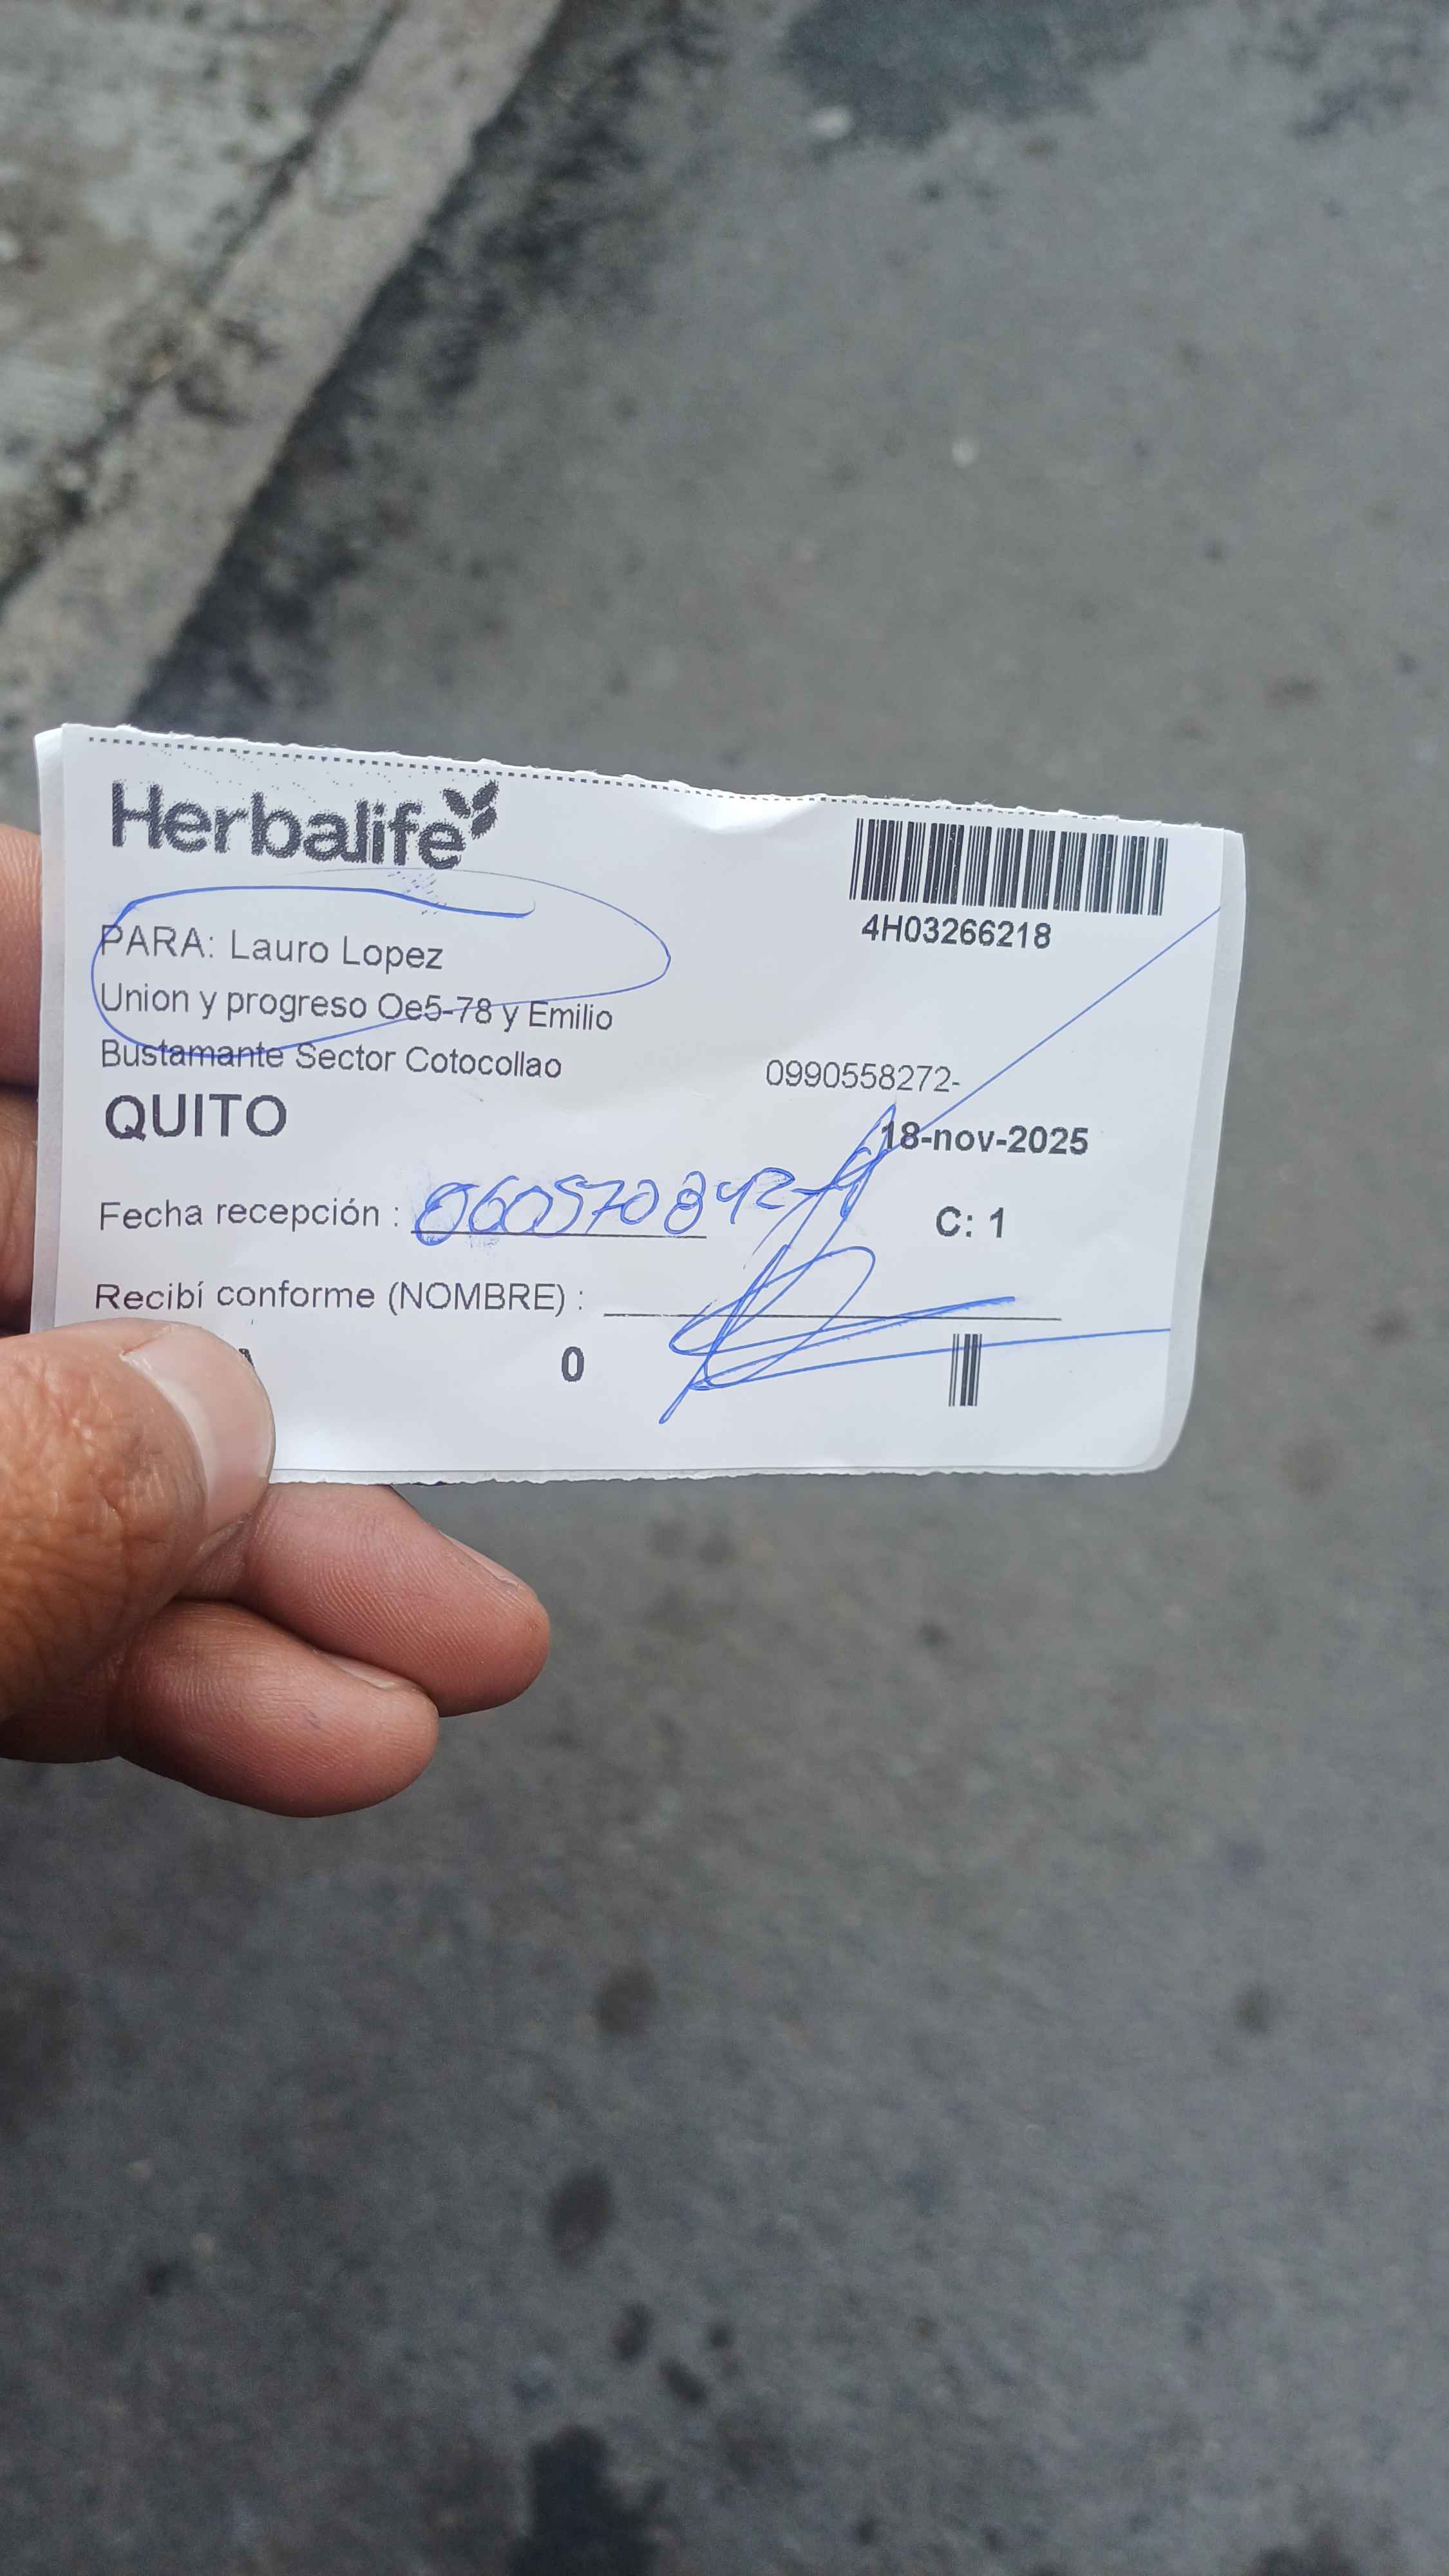 Herbalife
4H03266218
PARA: Lauro Lopez
Union y progreso Oe5-78 y Emilio
Bustamante Sector Cotocollao
0990558272-
QUITO
18-nov-2025
Fecha recepción :
C: 1
Recibí conforme (NOMBRE) :
0